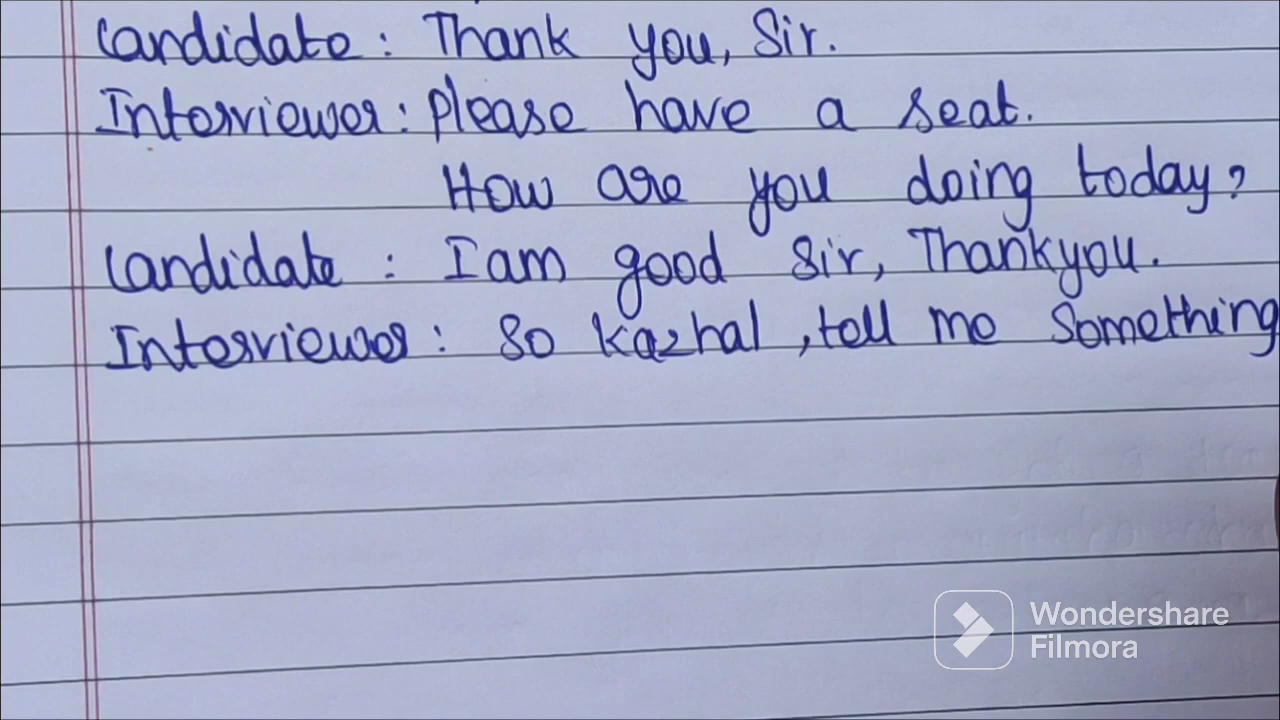 Candidate : Thank you, Sir.
Interviewer : please have a seat.
How are you doing today?
Candidate : I am good Sir, Thankyou.
Interviewer : So kazhal , tell me something
Wondershare
Filmora